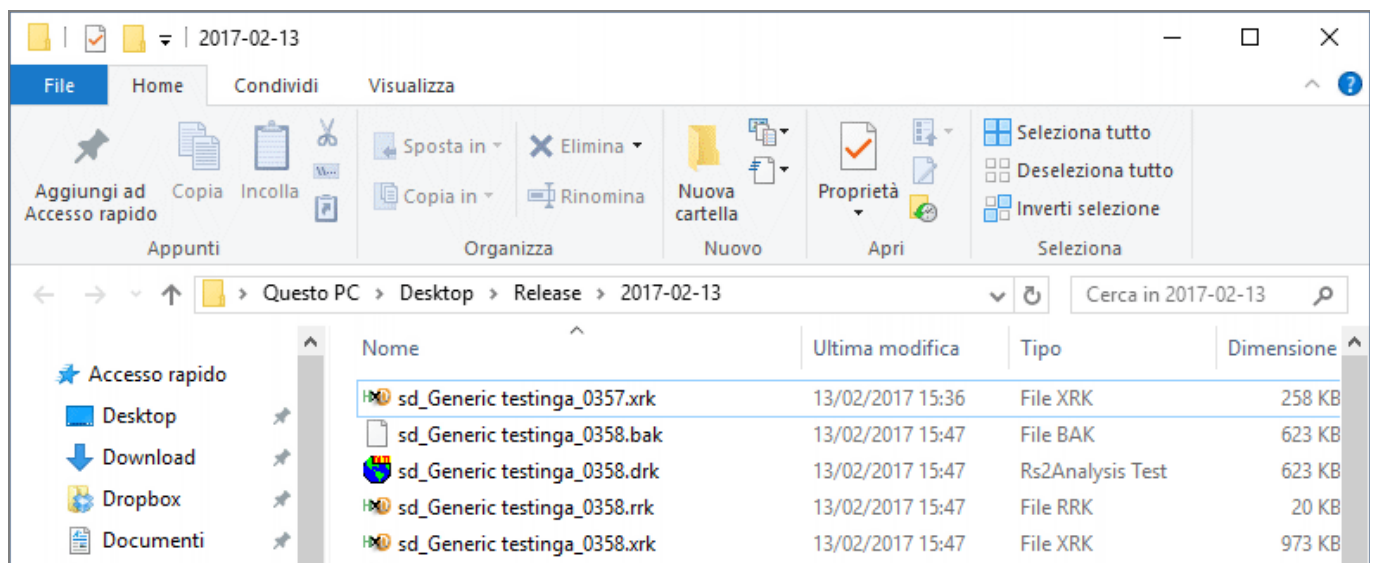 2017-02-13
File Home Condividi Visualizza
Aggiungi ad
Accesso rapido
Copia
Incolla
Appunti
Sposta in
Copia in
Elimina
Rinomina
Organizza
Nuova
cartella
Nuovo
Proprietà
Apri
Seleziona tutto
Deseleziona tutto
Inverti selezione
Seleziona
Questo PC > Desktop > Release > 2017-02-13
Cerca in 2017-02-13
Accesso rapido
Desktop
Download
Dropbox
Documenti
Nome Ultima modifica Tipo Dimensione
sd_Generic testinga_0357.xrk 13/02/2017 15:36 File XRK 258 KB
sd_Generic testinga_0358.bak 13/02/2017 15:47 File BAK 623 KB
sd_Generic testinga_0358.drk 13/02/2017 15:47 Rs2Analysis Test 623 KB
sd_Generic testinga_0358.rrk 13/02/2017 15:47 File RRK 20 KB
sd_Generic testinga_0358.xrk 13/02/2017 15:47 File XRK 973 KB